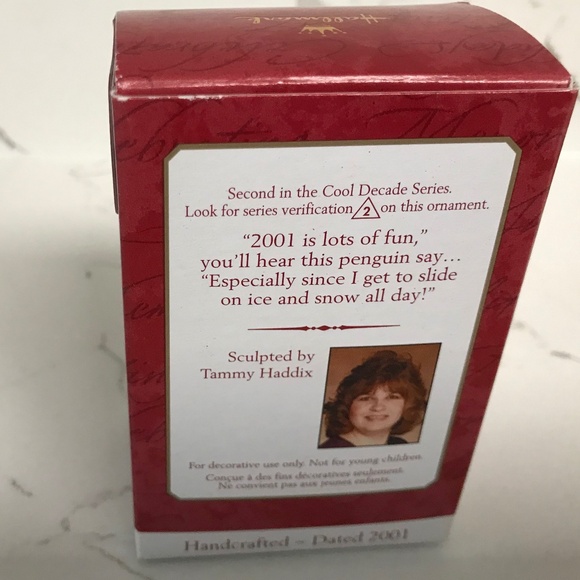 Hallmark
Second in the Cool Decade Series.
Look for series verification 2 on this ornament.
“2001 is lots of fun,”
you’ll hear this penguin say…
“Especially since I get to slide
on ice and snow all day!”
Sculpted by
Tammy Haddix
For decorative use only. Not for young children.
Conçue à des fins décoratives seulement.
Ne convient pas aux jeunes enfants.
Handcrafted ~ Dated 2001